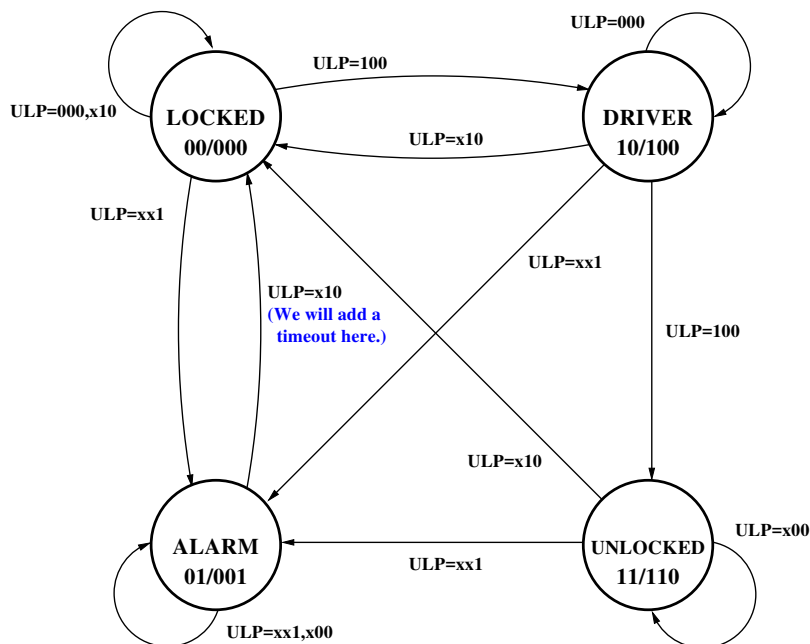 ULP=000
ULP=100
ULP=000,x10
LOCKED
00/000
DRIVER
10/100
ULP=x10
ULP=xx1
ULP=xx1
ULP=x10
(We will add a
timeout here.)
ULP=100
ULP=x10
ULP=x00
ALARM
01/001
UNLOCKED
11/110
ULP=xx1
ULP=xx1,x00